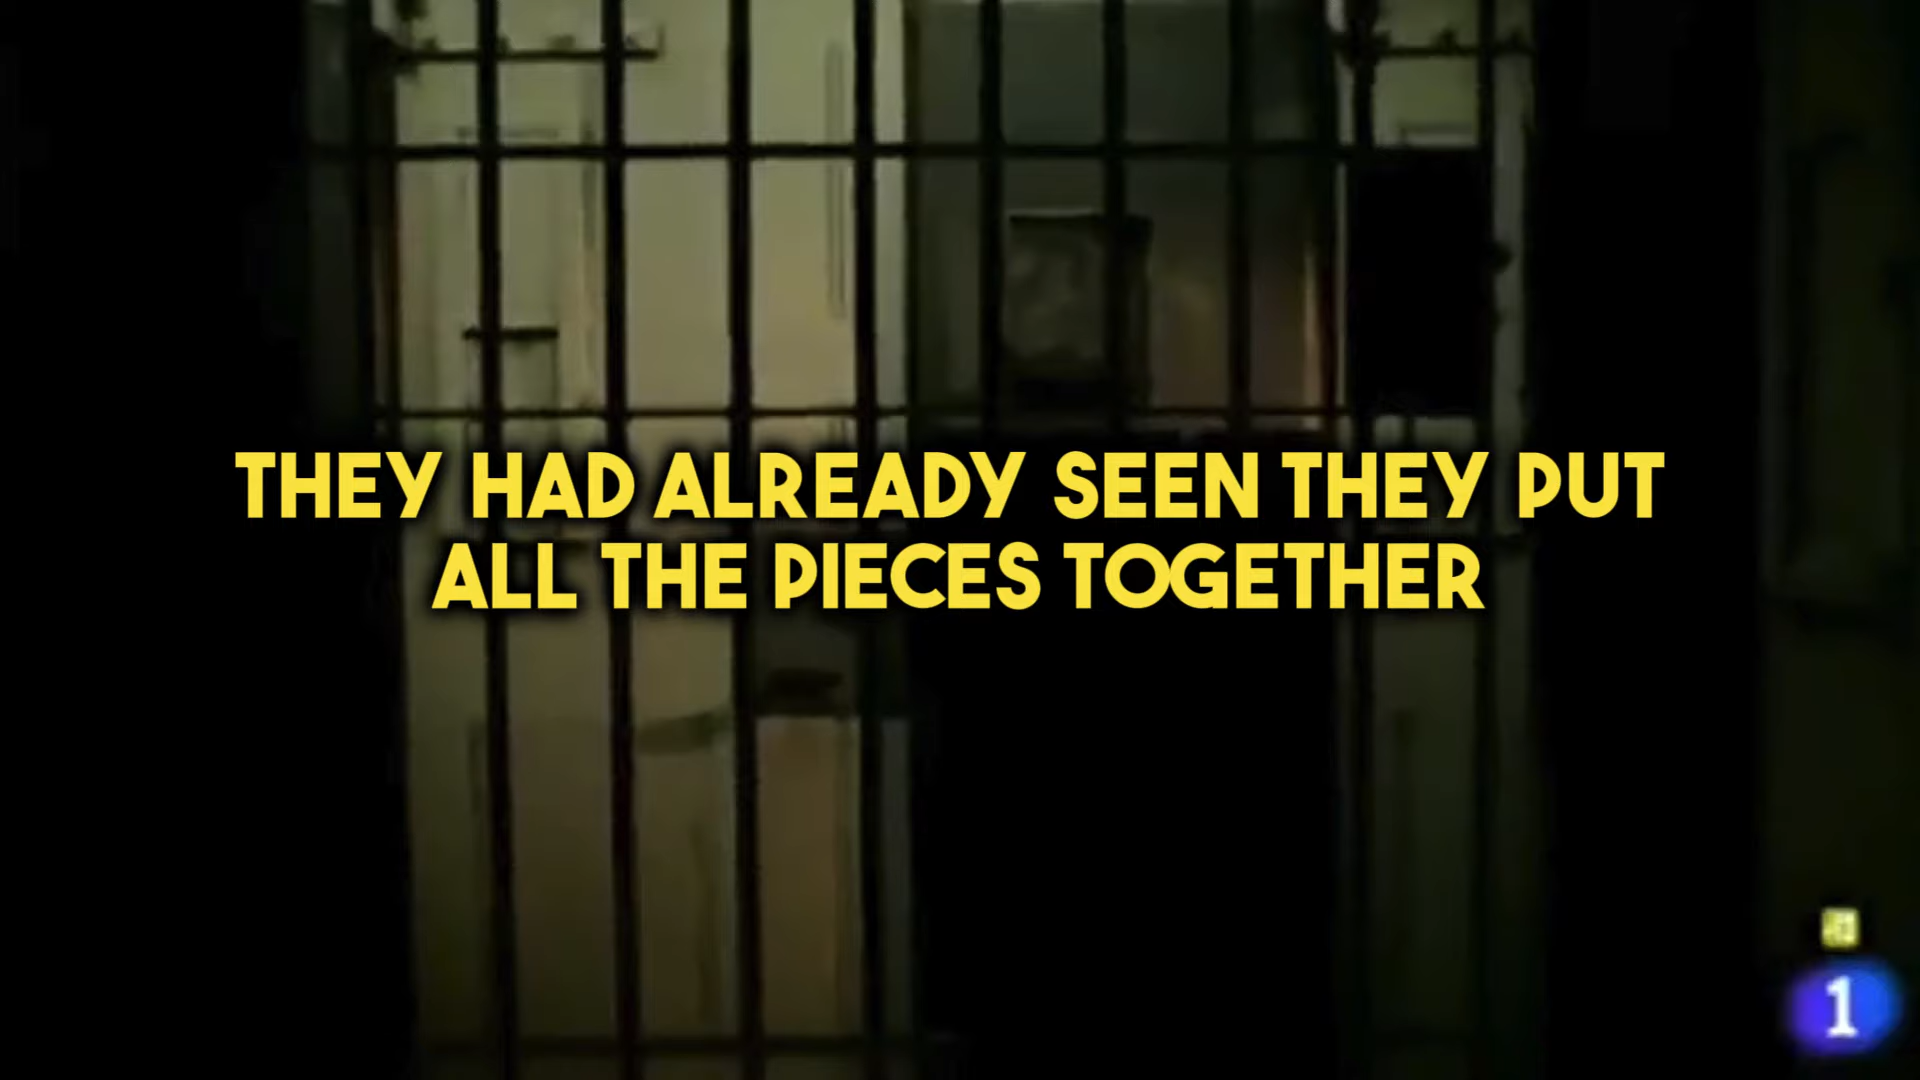 THEY HAD ALREADY SEEN THEY PUT
ALL THE PIECES TOGETHER
1